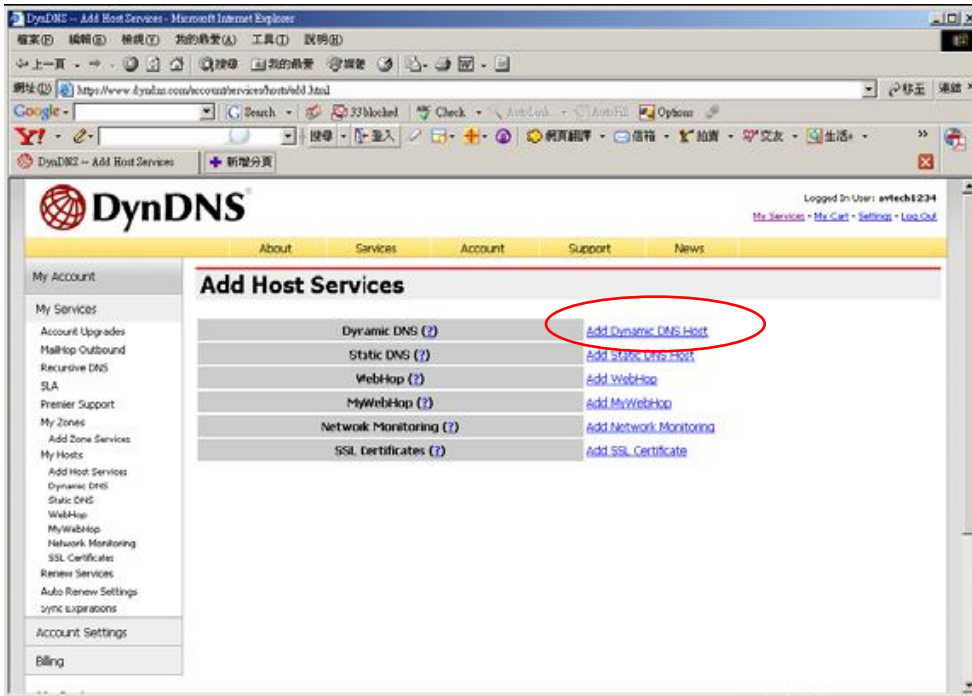 DynDNS -- Add Host Services - Microsoft Internet Explorer
檔案(F) 編輯(E) 檢視(V) 我的最愛(A) 工具(T) 說明(H)
上一頁 搜尋 我的最愛 媒體
網址(D) https://www.dyndns.com/account/services/hosts/add.html 移至 連結 »
Google Search 33 blocked Check AutoLink AutoFill Options
Y! 搜尋 登入 網頁翻譯 信箱 拍賣 交友 生活+ »
DynDNS -- Add Host Services 新增分頁
DynDNS
Logged In User: avtech1234
My Services - My Cart - Settings - Log Out
About Services Account Support News
My Account
My Services
Account Upgrades
MailHop Outbound
Recursive DNS
SLA
Premier Support
My Zones
Add Zone Services
My Hosts
Add Host Services
Dynamic DNS
Static DNS
WebHop
MyWebHop
Network Monitoring
SSL Certificates
Renew Services
Auto Renew Settings
Sync Expirations
Account Settings
Billing
Add Host Services
Dynamic DNS (?) Add Dynamic DNS Host
Static DNS (?) Add Static DNS Host
WebHop (?) Add WebHop
MyWebHop (?) Add MyWebHop
Network Monitoring (?) Add Network Monitoring
SSL Certificates (?) Add SSL Certificate